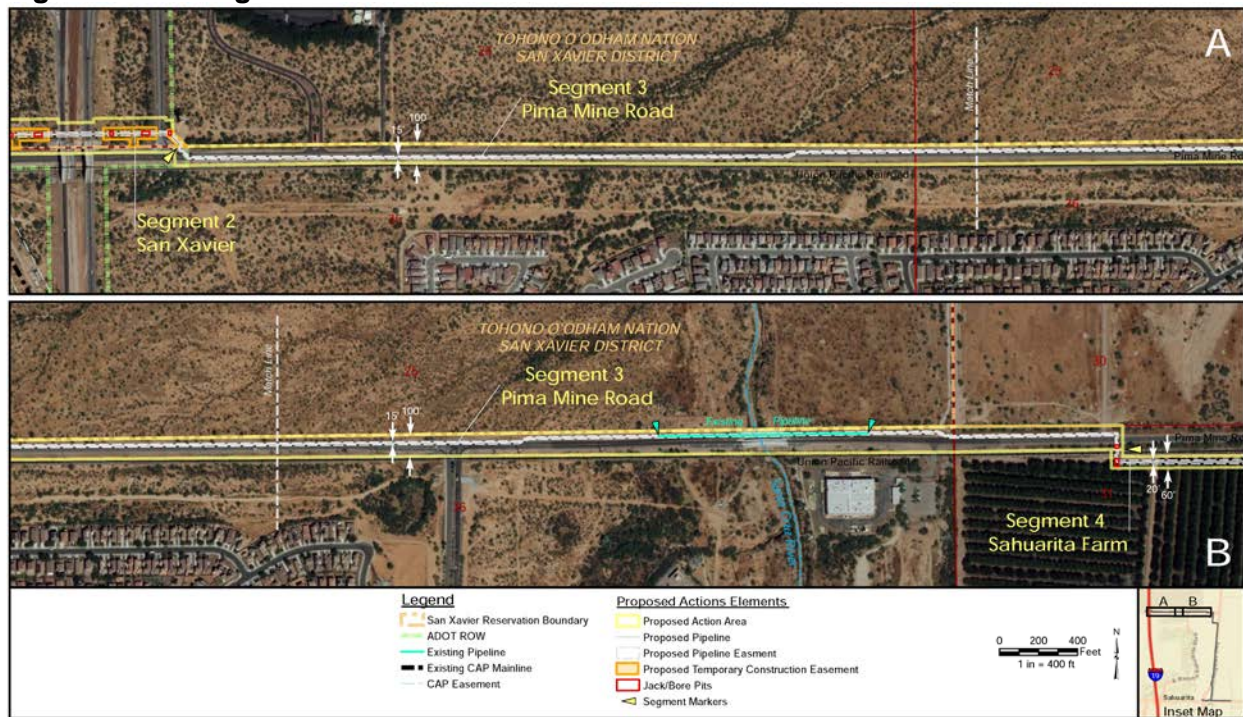 TOHONO O'ODHAM NATION
SAN XAVIER DISTRICT
A
Segment 3
Pima Mine Road
Match Line
15'
100'
Pima Mine Ro
Union Pacific Railroad
Segment 2
San Xavier
TOHONO O'ODHAM NATION
SAN XAVIER DISTRICT
Match Line
Segment 3
Pima Mine Road
30
15'
100'
Existing Pipeline
Pima Mine Ro
Union Pacific Railroad
20'
60'
Segment 4
Sahuarita Farm
B
Legend
San Xavier Reservation Boundary
ADOT ROW
Existing Pipeline
Existing CAP Mainline
CAP Easement
Proposed Actions Elements
Proposed Action Area
Proposed Pipeline
Proposed Pipeline Easment
Proposed Temporary Construction Easement
Jack/Bore Pits
Segment Markers
0 200 400
Feet
1 in = 400 ft
N
A B
19
Sahuarita
Inset Map